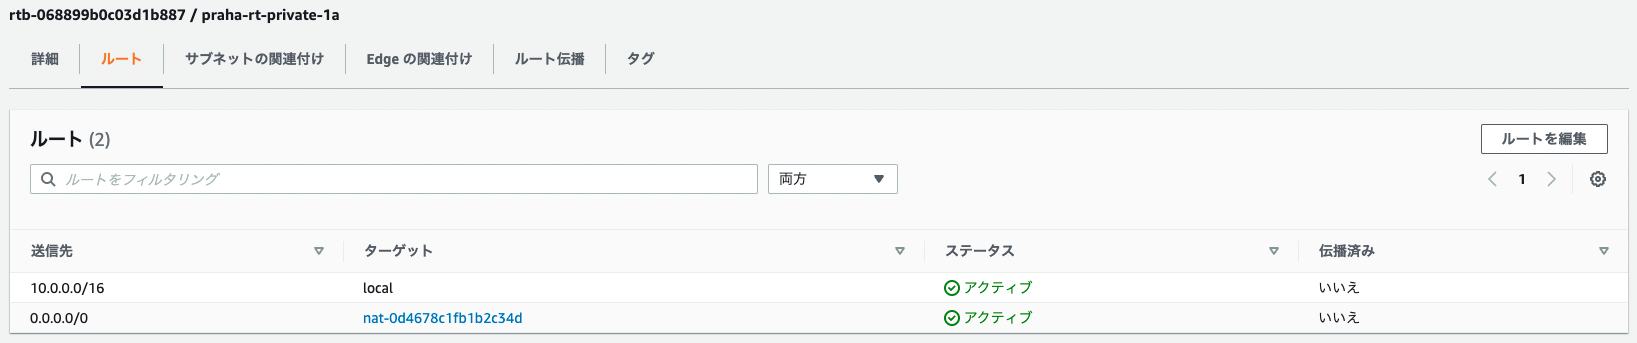 rtb-068899b0c03d1b887 / praha-rt-private-1a
詳細 ルート サブネットの関連付け Edge の関連付け ルート伝播 タグ
ルート (2) ルートを編集
ルートをフィルタリング 両方 1
送信先 ターゲット ステータス 伝播済み
10.0.0.0/16 local アクティブ いいえ
0.0.0.0/0 nat-0d4678c1fb1b2c34d アクティブ いいえ